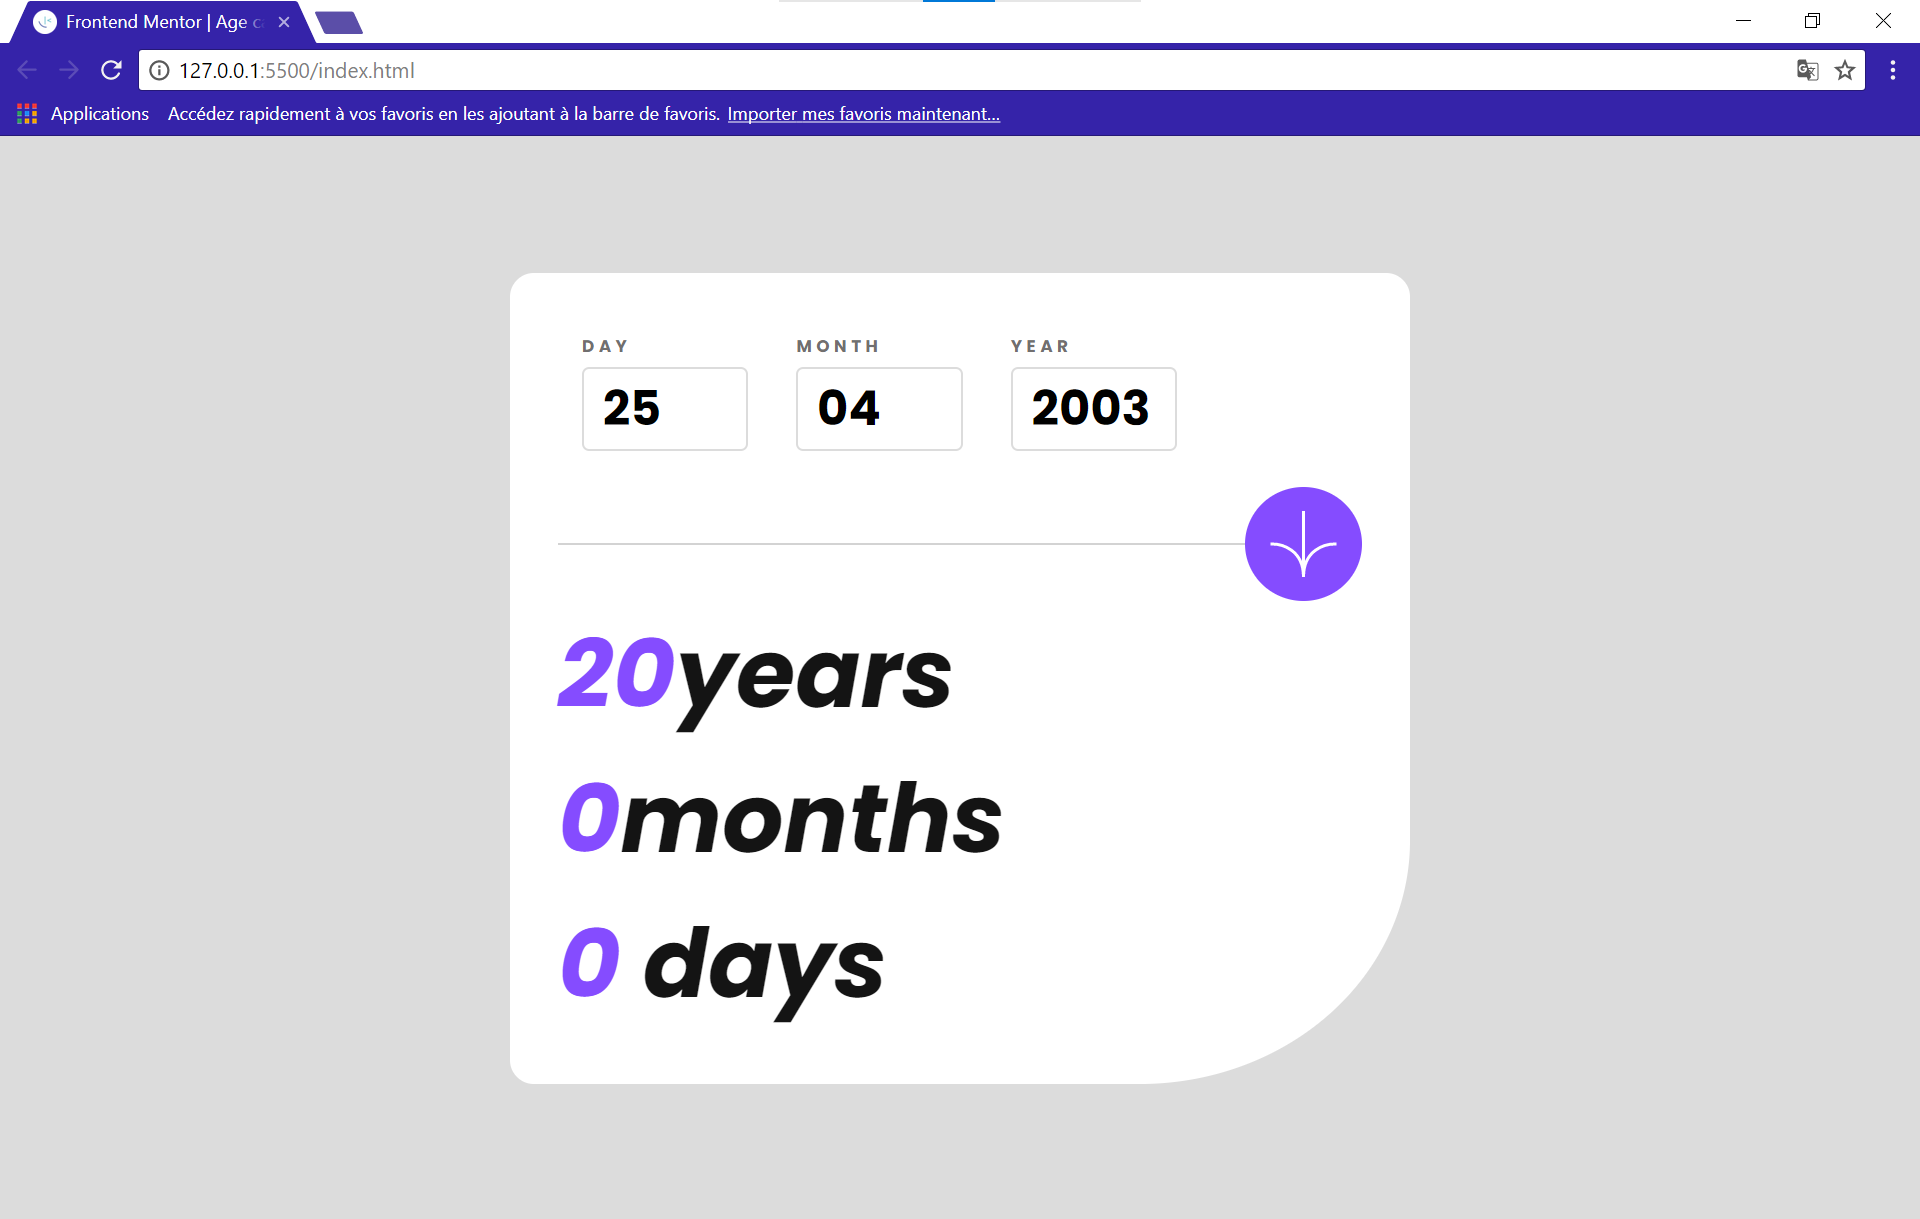 Frontend Mentor | Age c
127.0.0.1:5500/index.html
Applications Accédez rapidement à vos favoris en les ajoutant à la barre de favoris. Importer mes favoris maintenant...
DAY MONTH YEAR
25 04 2003
20years
0months
0 days